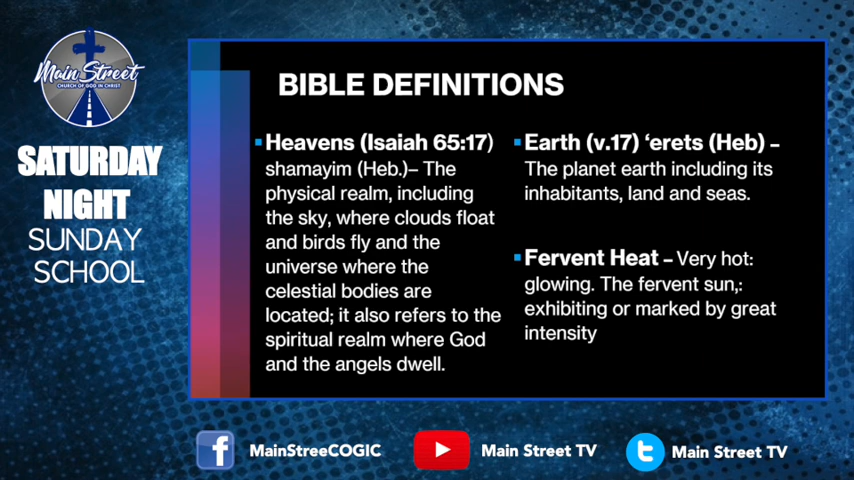 Main Street
CHURCH OF GOD IN CHRIST
SATURDAY
NIGHT
SUNDAY
SCHOOL
BIBLE DEFINITIONS
Heavens (Isaiah 65:17)
shamayim (Heb.)– The
physical realm, including
the sky, where clouds float
and birds fly and the
universe where the
celestial bodies are
located; it also refers to the
spiritual realm where God
and the angels dwell.
Earth (v.17) ‘erets (Heb) –
The planet earth including its
inhabitants, land and seas.
Fervent Heat – Very hot:
glowing. The fervent sun,:
exhibiting or marked by great
intensity
MainStreeCOGIC
Main Street TV
Main Street TV